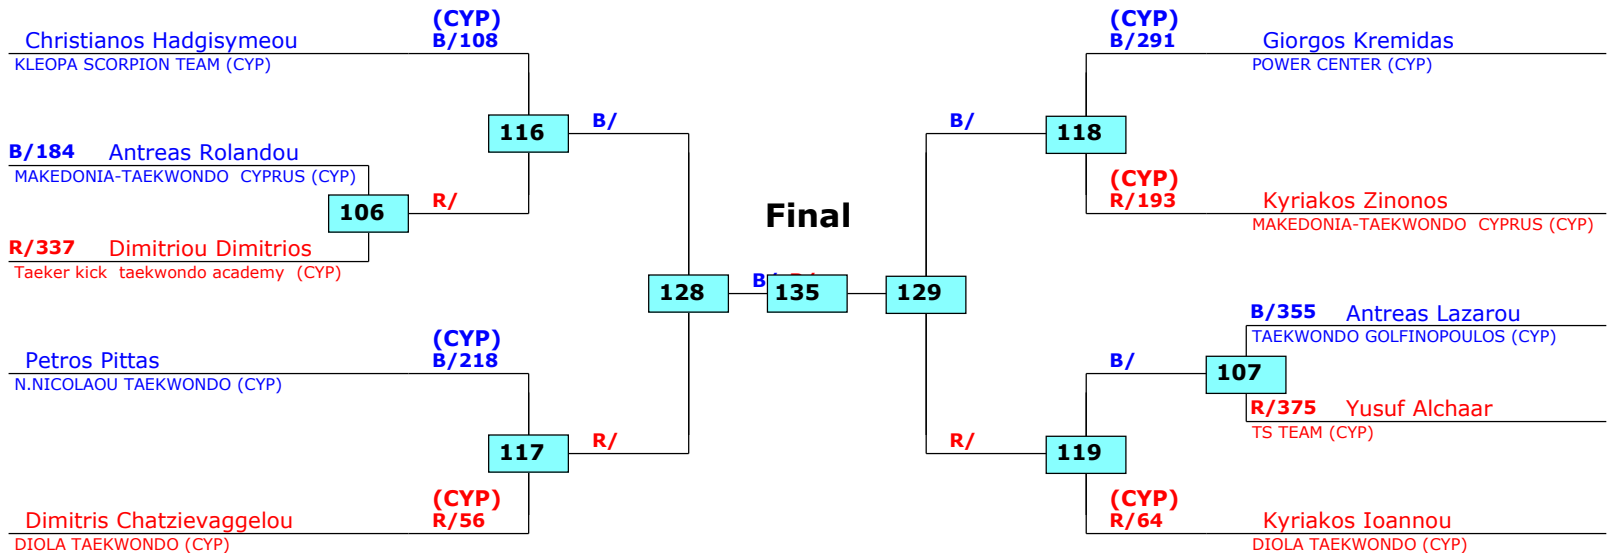 (CYP)
Christianos Hadgisymeou B/108
KLEOPA SCORPION TEAM (CYP)
116
B/
B/184 Antreas Rolandou
MAKEDONIA-TAEKWONDO CYPRUS (CYP)
106
R/
R/337 Dimitriou Dimitrios
Taeker kick taekwondo academy (CYP)
128
(CYP)
Petros Pittas B/218
N.NICOLAOU TAEKWONDO (CYP)
117
R/
(CYP)
Dimitris Chatzievaggelou R/56
DIOLA TAEKWONDO (CYP)
Final
B/
135
129
(CYP)
B/291 Giorgos Kremidas
POWER CENTER (CYP)
B/
118
(CYP)
R/193 Kyriakos Zinonos
MAKEDONIA-TAEKWONDO CYPRUS (CYP)
B/355 Antreas Lazarou
TAEKWONDO GOLFINOPOULOS (CYP)
B/
107
R/375 Yusuf Alchaar
TS TEAM (CYP)
R/
119
(CYP)
R/64 Kyriakos Ioannou
DIOLA TAEKWONDO (CYP)